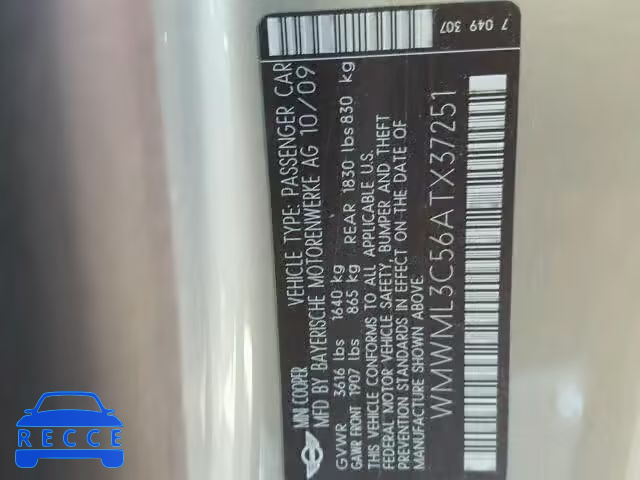 7 049 307
MINI COOPER
VEHICLE TYPE: PASSENGER CAR
MFD BY BAYERISCHE MOTORENWERKE AG 10/09
GVWR 3616 lbs 1640 kg
GAWR FRONT 1907 lbs 865 kg REAR 1830 lbs 830 kg
THIS VEHICLE CONFORMS TO ALL APPLICABLE U.S.
FEDERAL MOTOR VEHICLE SAFETY, BUMPER AND THEFT
PREVENTION STANDARDS IN EFFECT ON THE DATE OF
MANUFACTURE SHOWN ABOVE.
WMWML3C56ATX37251
RECCE